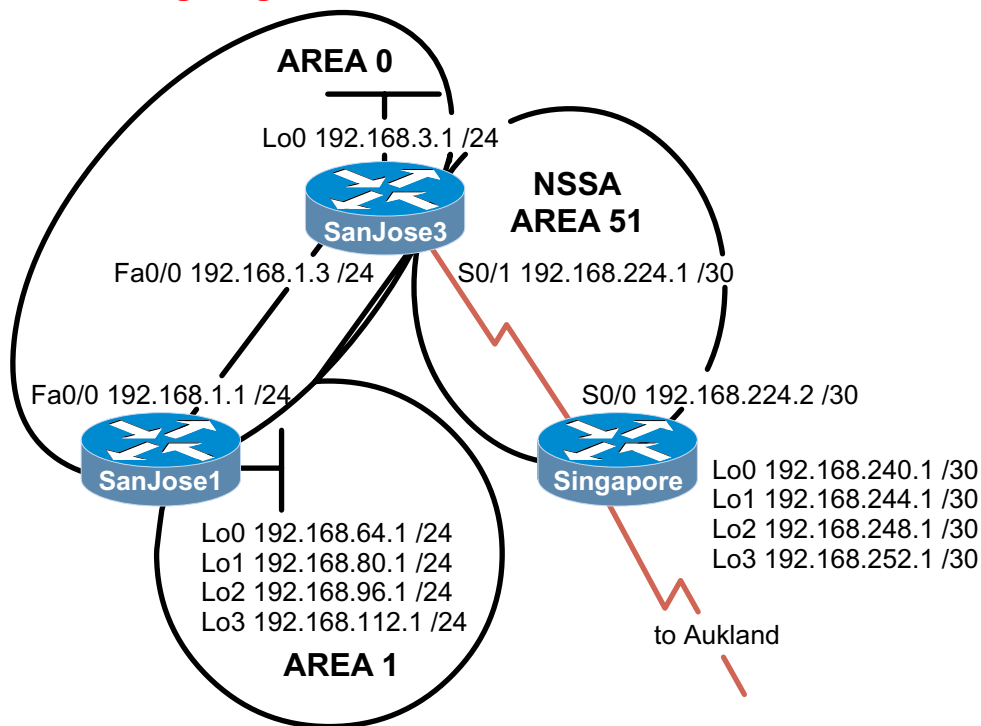 AREA 0
Lo0 192.168.3.1 /24
NSSA
AREA 51
SanJose3
Fa0/0 192.168.1.3 /24
S0/1 192.168.224.1 /30
Fa0/0 192.168.1.1 /24
S0/0 192.168.224.2 /30
SanJose1
Singapore
Lo0 192.168.240.1 /30
Lo1 192.168.244.1 /30
Lo2 192.168.248.1 /30
Lo3 192.168.252.1 /30
Lo0 192.168.64.1 /24
Lo1 192.168.80.1 /24
Lo2 192.168.96.1 /24
Lo3 192.168.112.1 /24
to Aukland
AREA 1